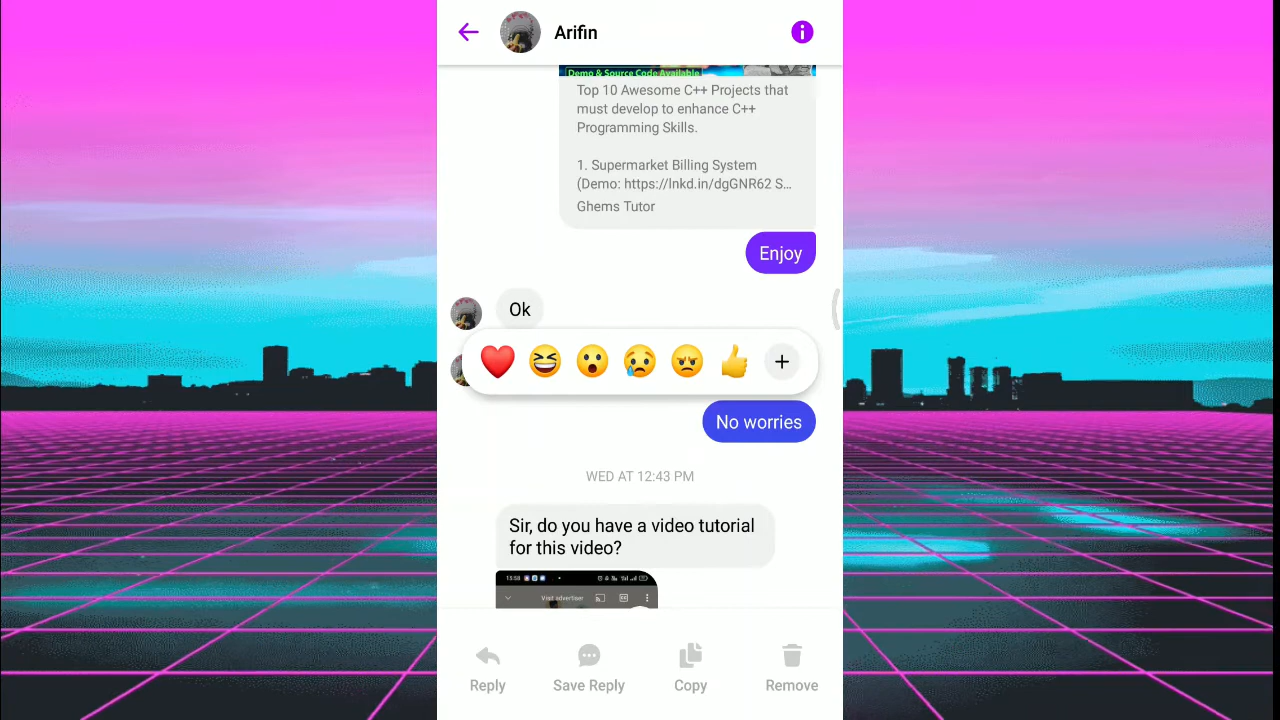 Arifin
Demo & Source Code Available
Top 10 Awesome C++ Projects that
must develop to enhance C++
Programming Skills.
1. Supermarket Billing System
(Demo: https://lnkd.in/dgGNR62 S...
Ghems Tutor
Enjoy
Ok
No worries
WED AT 12:43 PM
Sir, do you have a video tutorial
for this video?
Visit advertiser
Reply
Save Reply
Copy
Remove